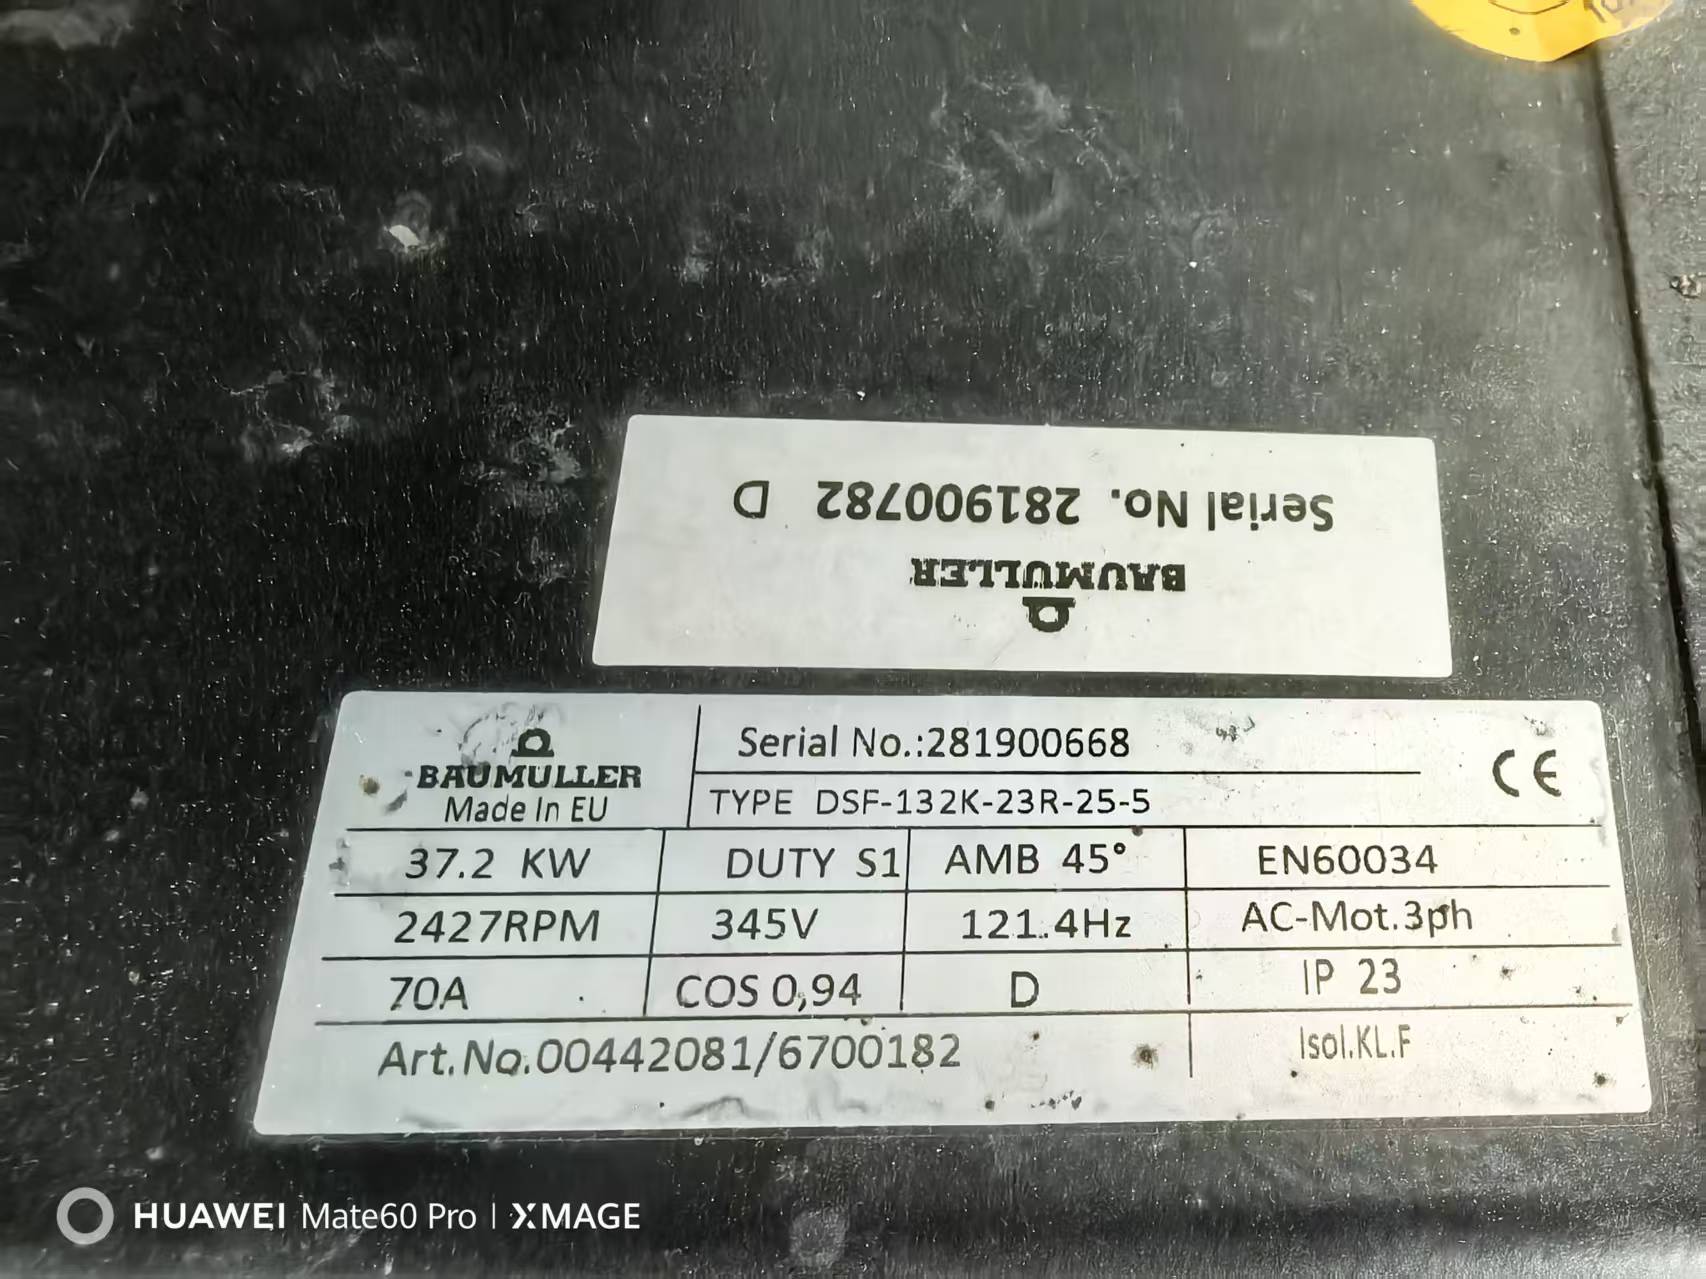 Serial No. 281900782 D
BAUMÜLLER
BAUMULLER
Made In EU
Serial No.:281900668
TYPE DSF-132K-23R-25-5
CE
37.2 KW DUTY S1 AMB 45° EN60034
2427RPM 345V 121.4Hz AC-Mot.3ph
70A COS 0,94 D IP 23
Art.No.00442081/6700182 Isol.KL.F
HUAWEI Mate60 Pro | XMAGE